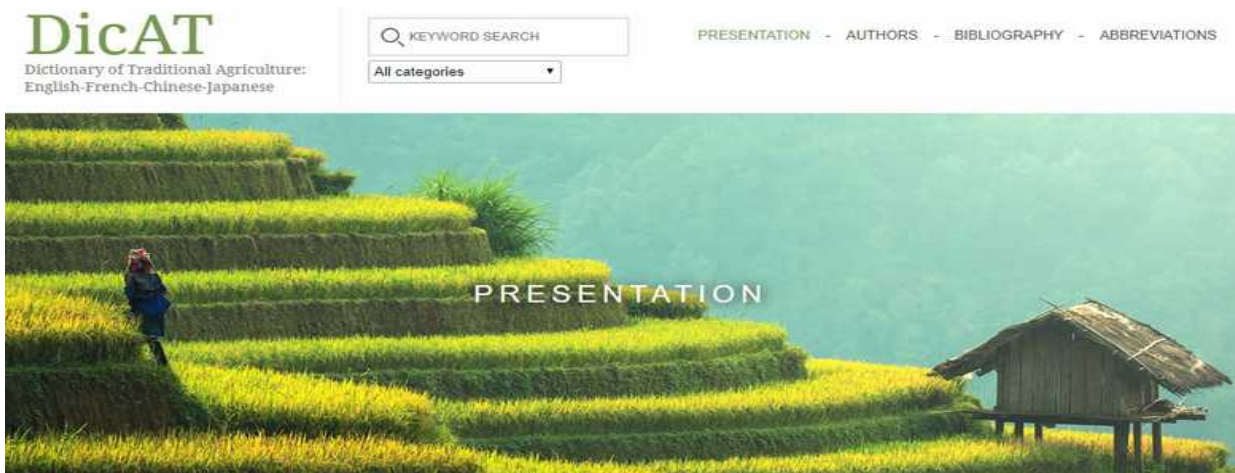 DicAT
Dictionary of Traditional Agriculture:
English-French-Chinese-Japanese
KEYWORD SEARCH
All categories
PRESENTATION - AUTHORS - BIBLIOGRAPHY - ABBREVIATIONS
PRESENTATION